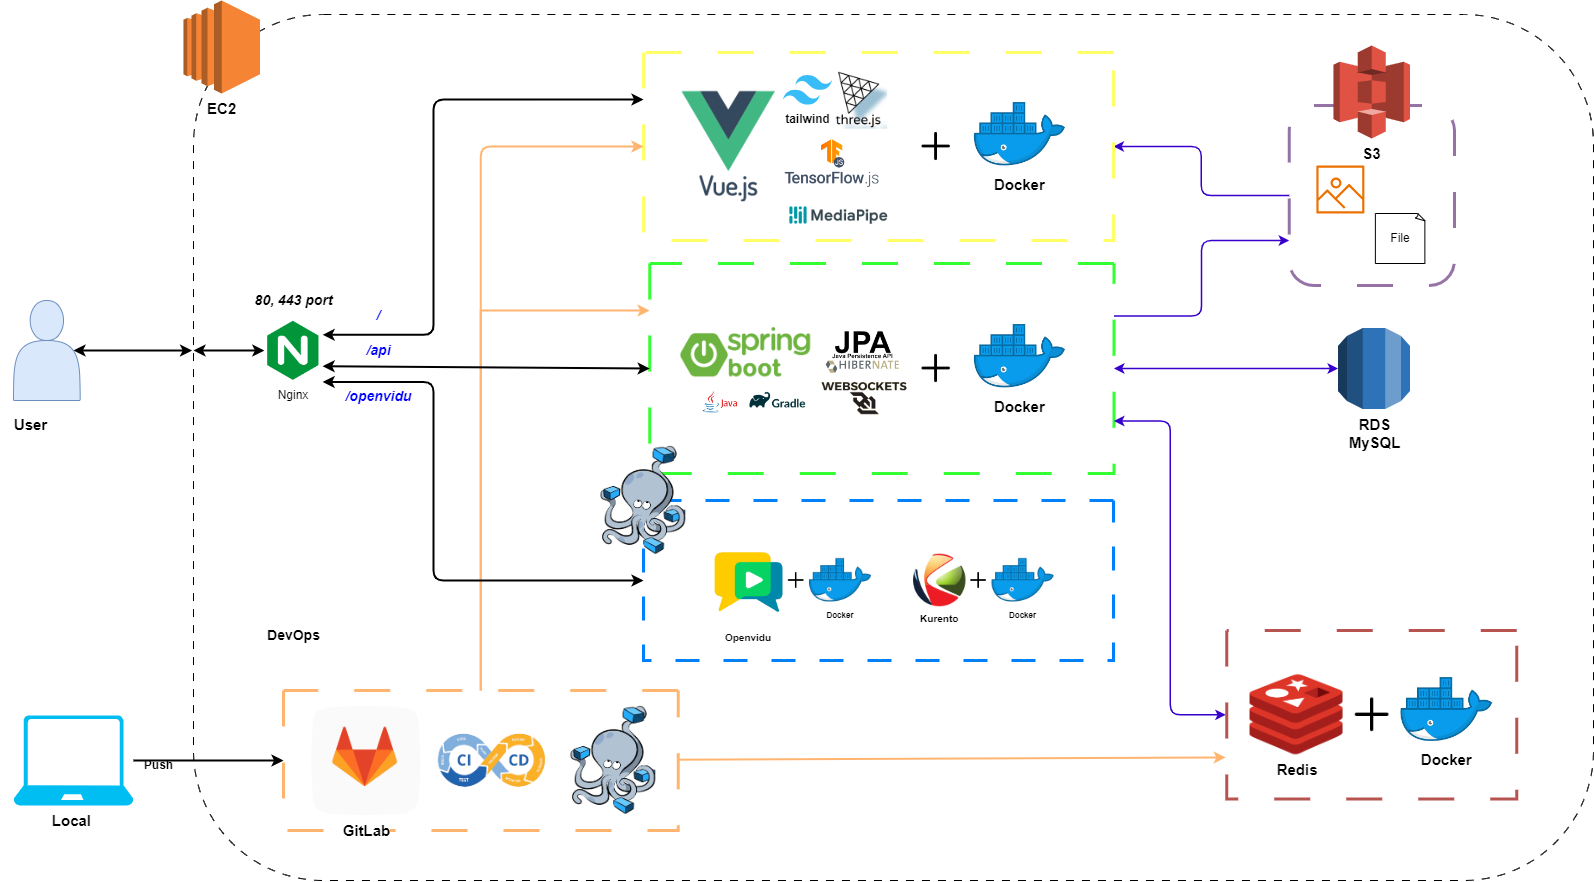 EC2
tailwind
three.js
Vue.js
TensorFlow.js
MediaPipe
Docker
S3
File
80, 443 port
/
/api
/openvidu
Nginx
User
spring
boot
JPA
Java Persistence API
HIBERNATE
WEBSOCKETS
Java
Gradle
Docker
RDS
MySQL
Openvidu
Docker
Kurento
Docker
DevOps
Push
Local
GitLab
CI
CD
TEST
Redis
Docker